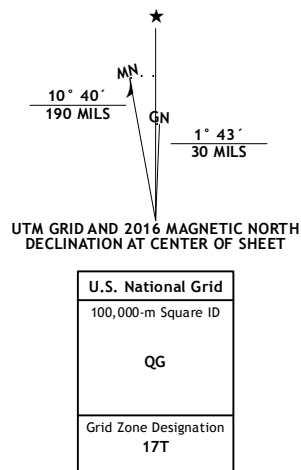 MN
10° 40´
190 MILS
GN
1° 43´
30 MILS
UTM GRID AND 2016 MAGNETIC NORTH
DECLINATION AT CENTER OF SHEET
U.S. National Grid
100,000-m Square ID
QG
Grid Zone Designation
17T